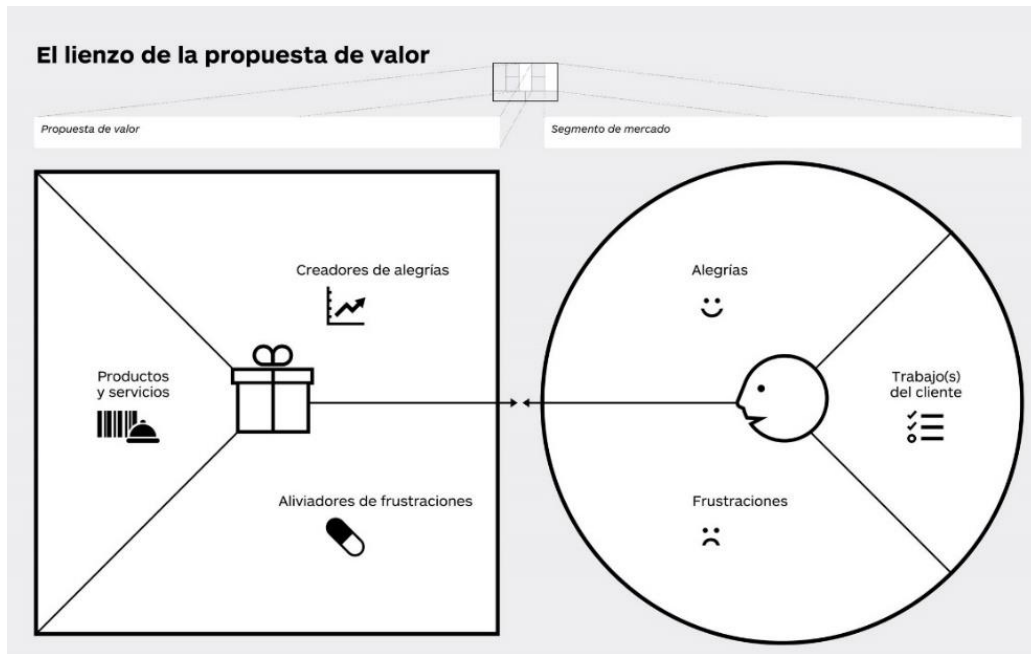 El lienzo de la propuesta de valor
Propuesta de valor
Segmento de mercado
Creadores de alegrías
Alegrías
Productos
y servicios
Trabajo(s)
del cliente
Aliviadores de frustraciones
Frustraciones